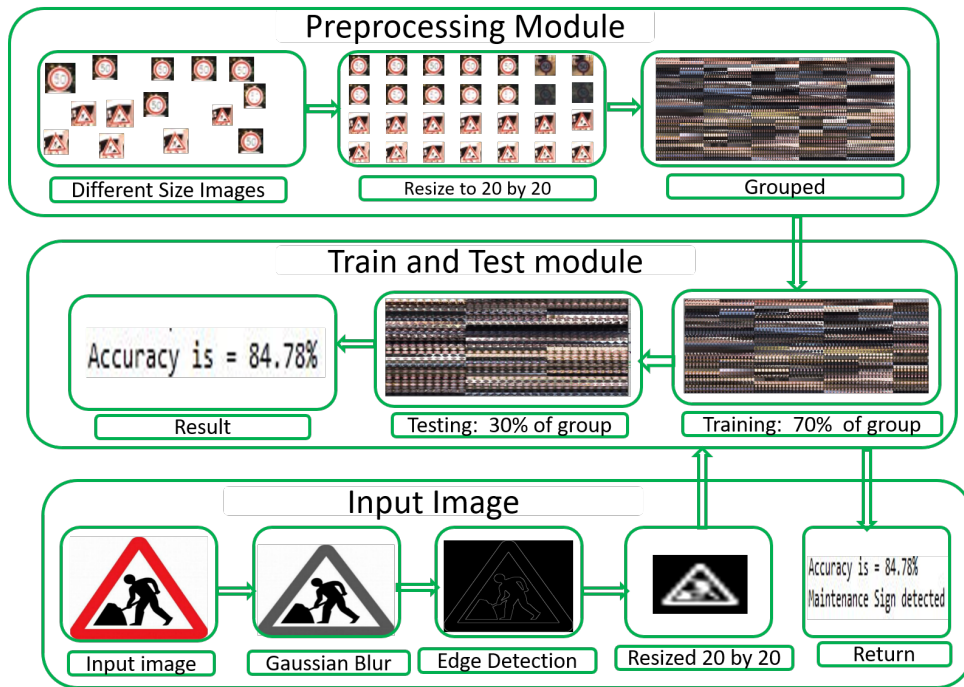 Preprocessing Module
Different Size Images
Resize to 20 by 20
Grouped
Train and Test module
Accuracy is = 84.78%
Result
Testing: 30% of group
Training: 70% of group
Input Image
Input image
Gaussian Blur
Edge Detection
Resized 20 by 20
Accuracy is = 84.78%
Maintenance Sign detected
Return